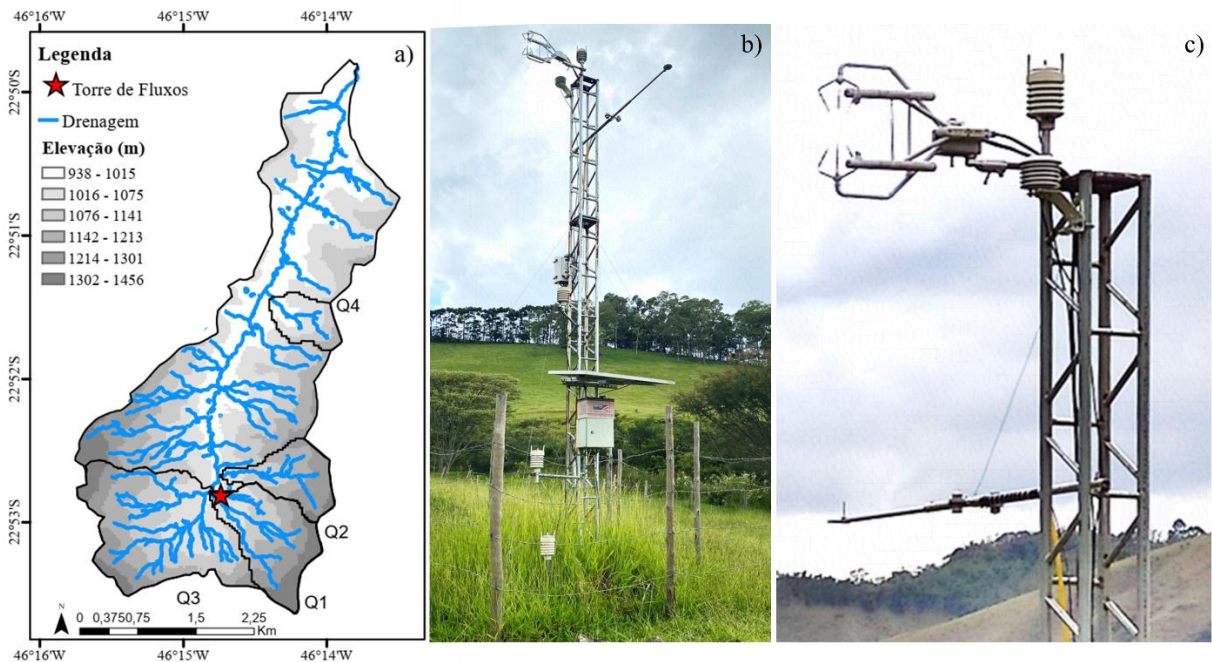 46°16'W 46°15'W 46°14'W
a)
Legenda
Torre de Fluxos
Drenagem
Elevação (m)
938 - 1015
1016 - 1075
1076 - 1141
1142 - 1213
1214 - 1301
1302 - 1456
22°50'S
22°51'S
22°52'S
22°53'S
Q4
Q2
Q3
Q1
N
0 0,3750,75 1,5 2,25
Km
46°16'W 46°15'W 46°14'W
b)
c)